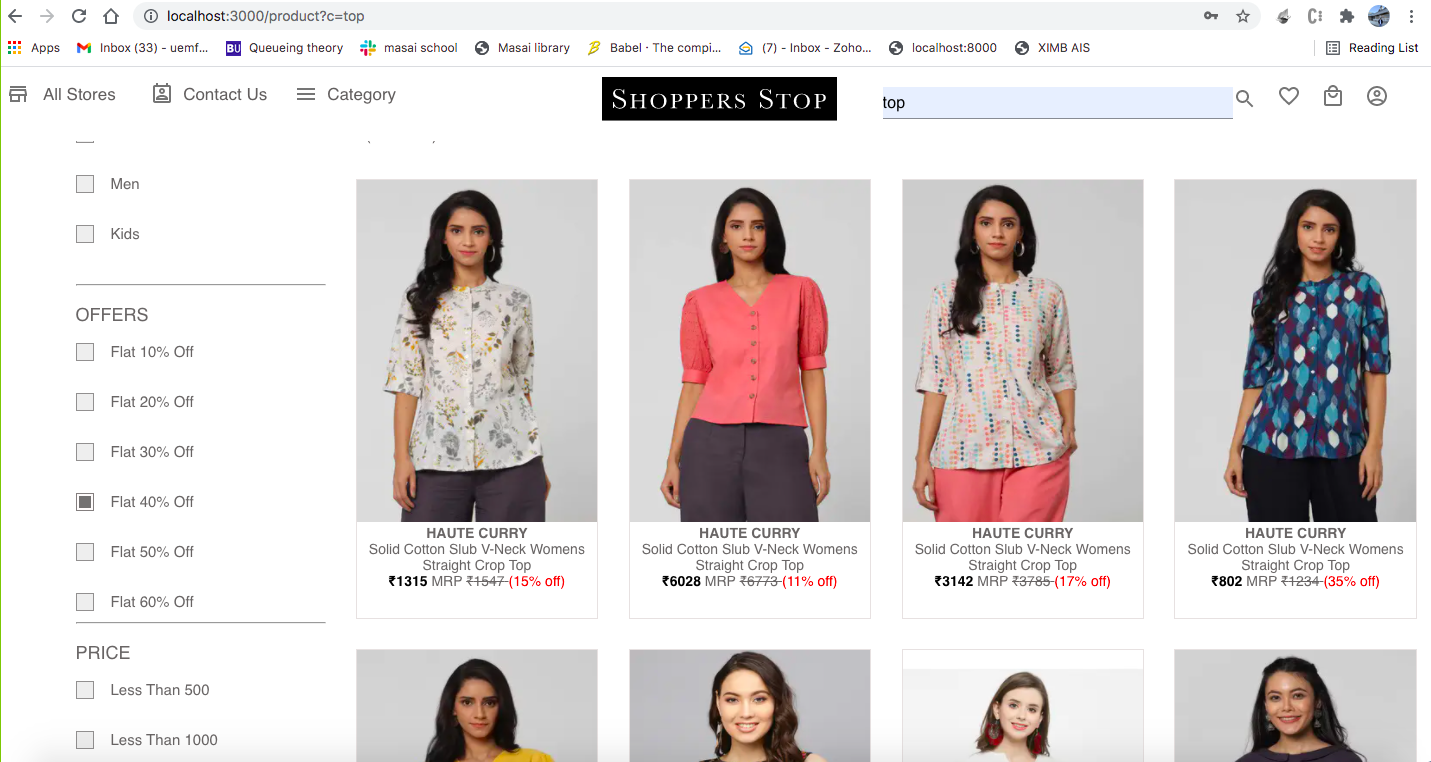 localhost:3000/product?c=top
Apps
Inbox (33) - uemf...
BU Queueing theory
masai school
Masai library
Babel · The compi...
(7) - Inbox - Zoho...
localhost:8000
XIMB AIS
Reading List
All Stores
Contact Us
Category
SHOPPERS STOP
top
Men
Kids
OFFERS
Flat 10% Off
Flat 20% Off
Flat 30% Off
Flat 40% Off
Flat 50% Off
Flat 60% Off
PRICE
Less Than 500
Less Than 1000
HAUTE CURRY
Solid Cotton Slub V-Neck Womens
Straight Crop Top
₹1315 MRP ₹1547 (15% off)
HAUTE CURRY
Solid Cotton Slub V-Neck Womens
Straight Crop Top
₹6028 MRP ₹6773 (11% off)
HAUTE CURRY
Solid Cotton Slub V-Neck Womens
Straight Crop Top
₹3142 MRP ₹3785 (17% off)
HAUTE CURRY
Solid Cotton Slub V-Neck Womens
Straight Crop Top
₹802 MRP ₹1234 (35% off)